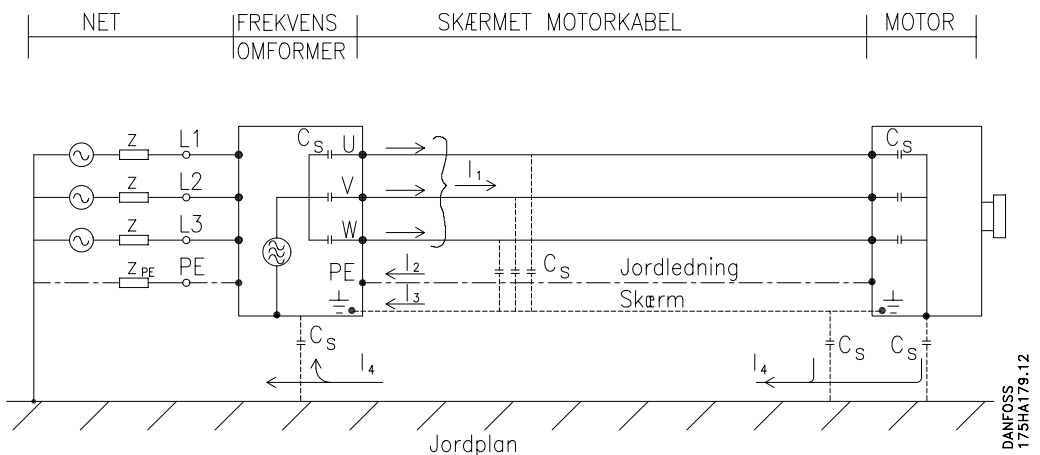 NET
FREKVENS
OMFORMER
SKÆRMET MOTORKABEL
MOTOR
Z L1
Z L2
Z L3
Z PE PE
C S U
V
W
PE
I 1
I 2
I 3
C S
Jordledning
Skærm
C S
C S
I 4
C S
I 4
C S
C S
Jordplan
DANFOSS
175HA179.12